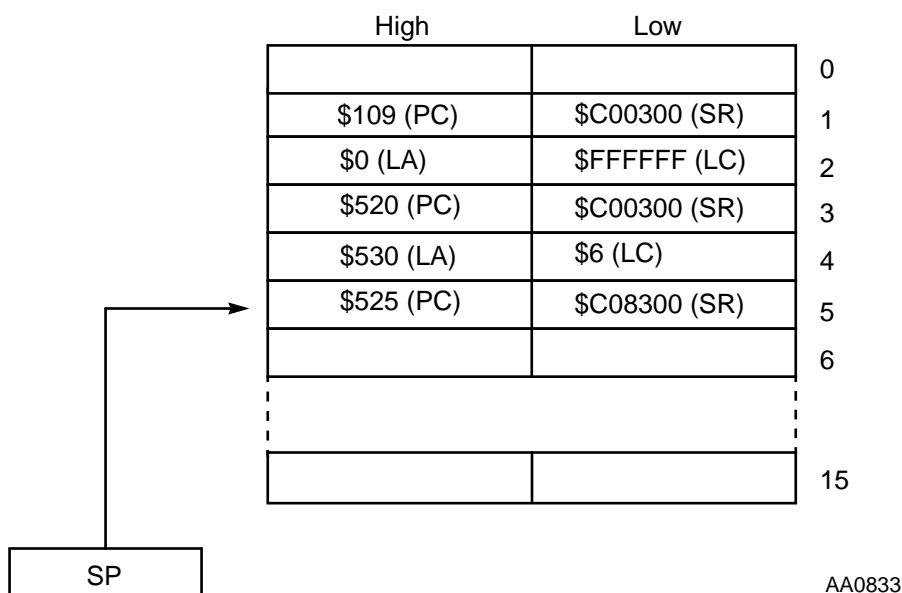 High Low
0
$109 (PC) $C00300 (SR) 1
$0 (LA) $FFFFFF (LC) 2
$520 (PC) $C00300 (SR) 3
$530 (LA) $6 (LC) 4
$525 (PC) $C08300 (SR) 5
6
15
SP
AA0833